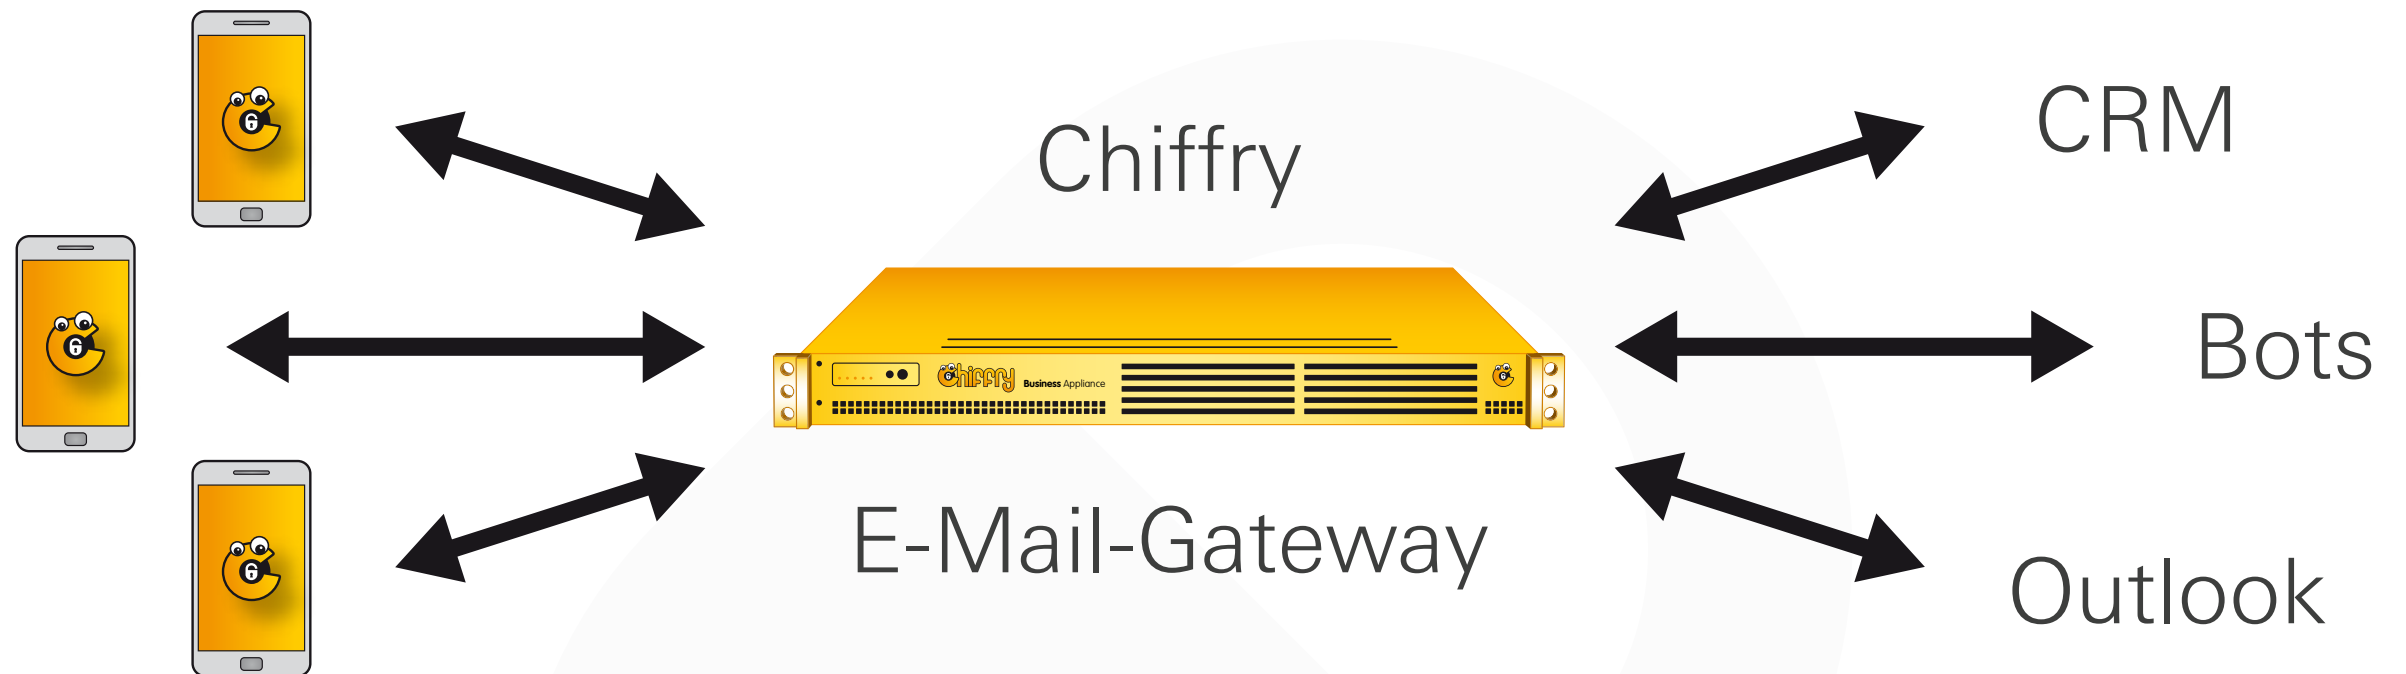 Chiffry
CRM
Bots
Chiffry Business Appliance
E-Mail-Gateway
Outlook